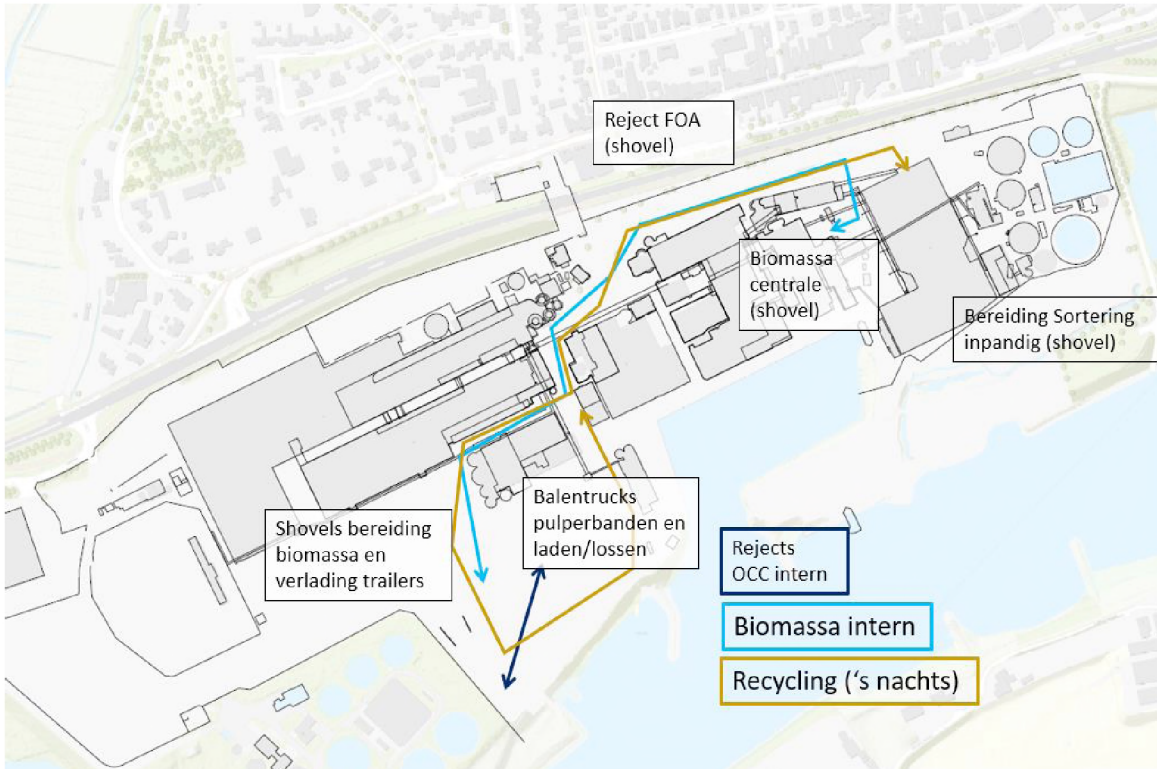 Reject FOA
(shovel)
Biomassa
centrale
(shovel)
Bereiding Sortering
inpandig (shovel)
Shovels bereiding
biomassa en
verlading trailers
Balentrucks
pulperbanden en
laden/lossen
Rejects
OCC intern
Biomassa intern
Recycling (‘s nachts)